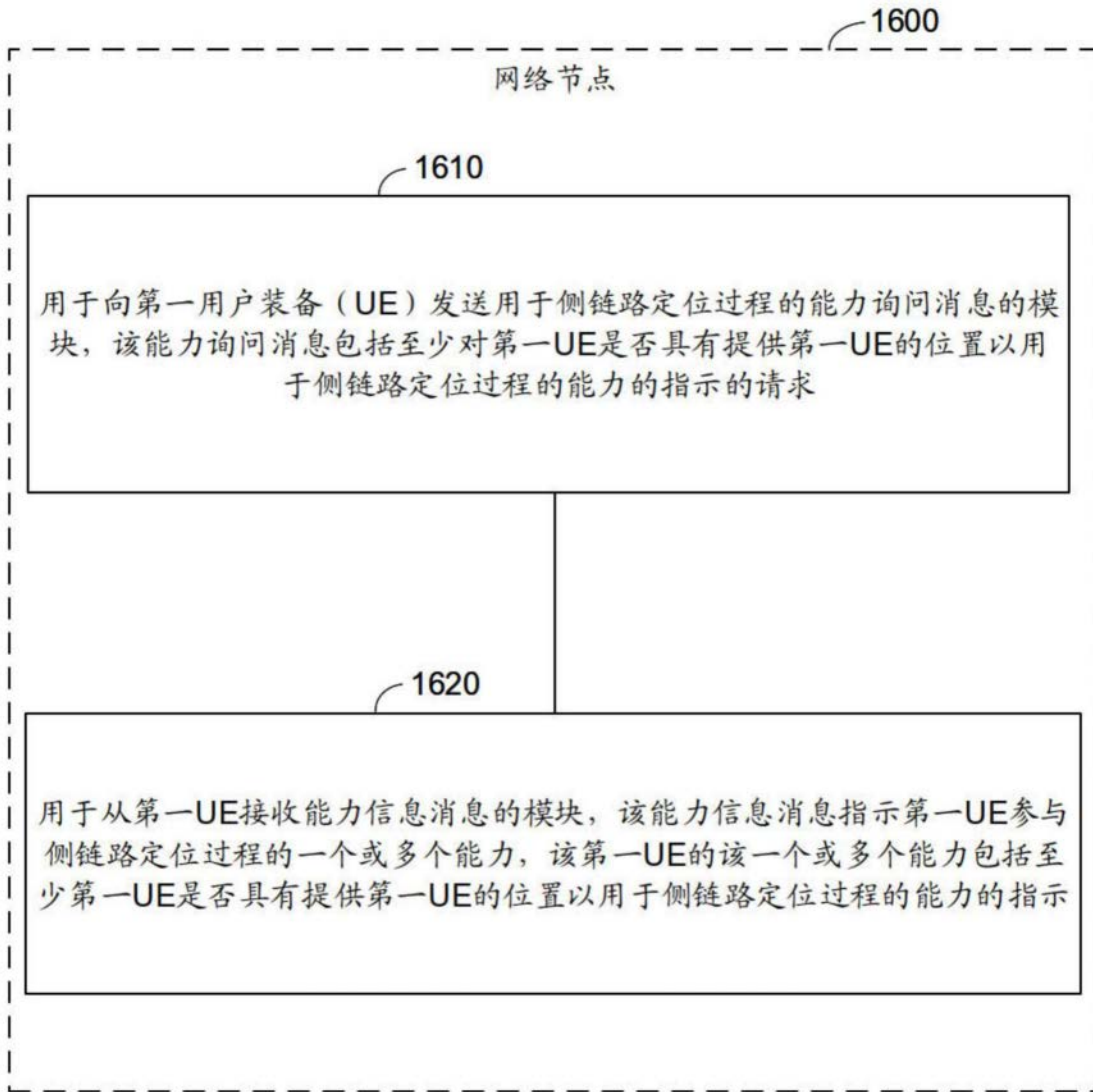 1600
网络节点
1610
用于向第一用户装备（UE）发送用于侧链路定位过程的能力询问消息的模
块，该能力询问消息包括至少对第一UE是否具有提供第一UE的位置以用
于侧链路定位过程的能力的指示的请求
1620
用于从第一UE接收能力信息消息的模块，该能力信息消息指示第一UE参与
侧链路定位过程的一个或多个能力，该第一UE的该一个或多个能力包括至
少第一UE是否具有提供第一UE的位置以用于侧链路定位过程的能力的指示